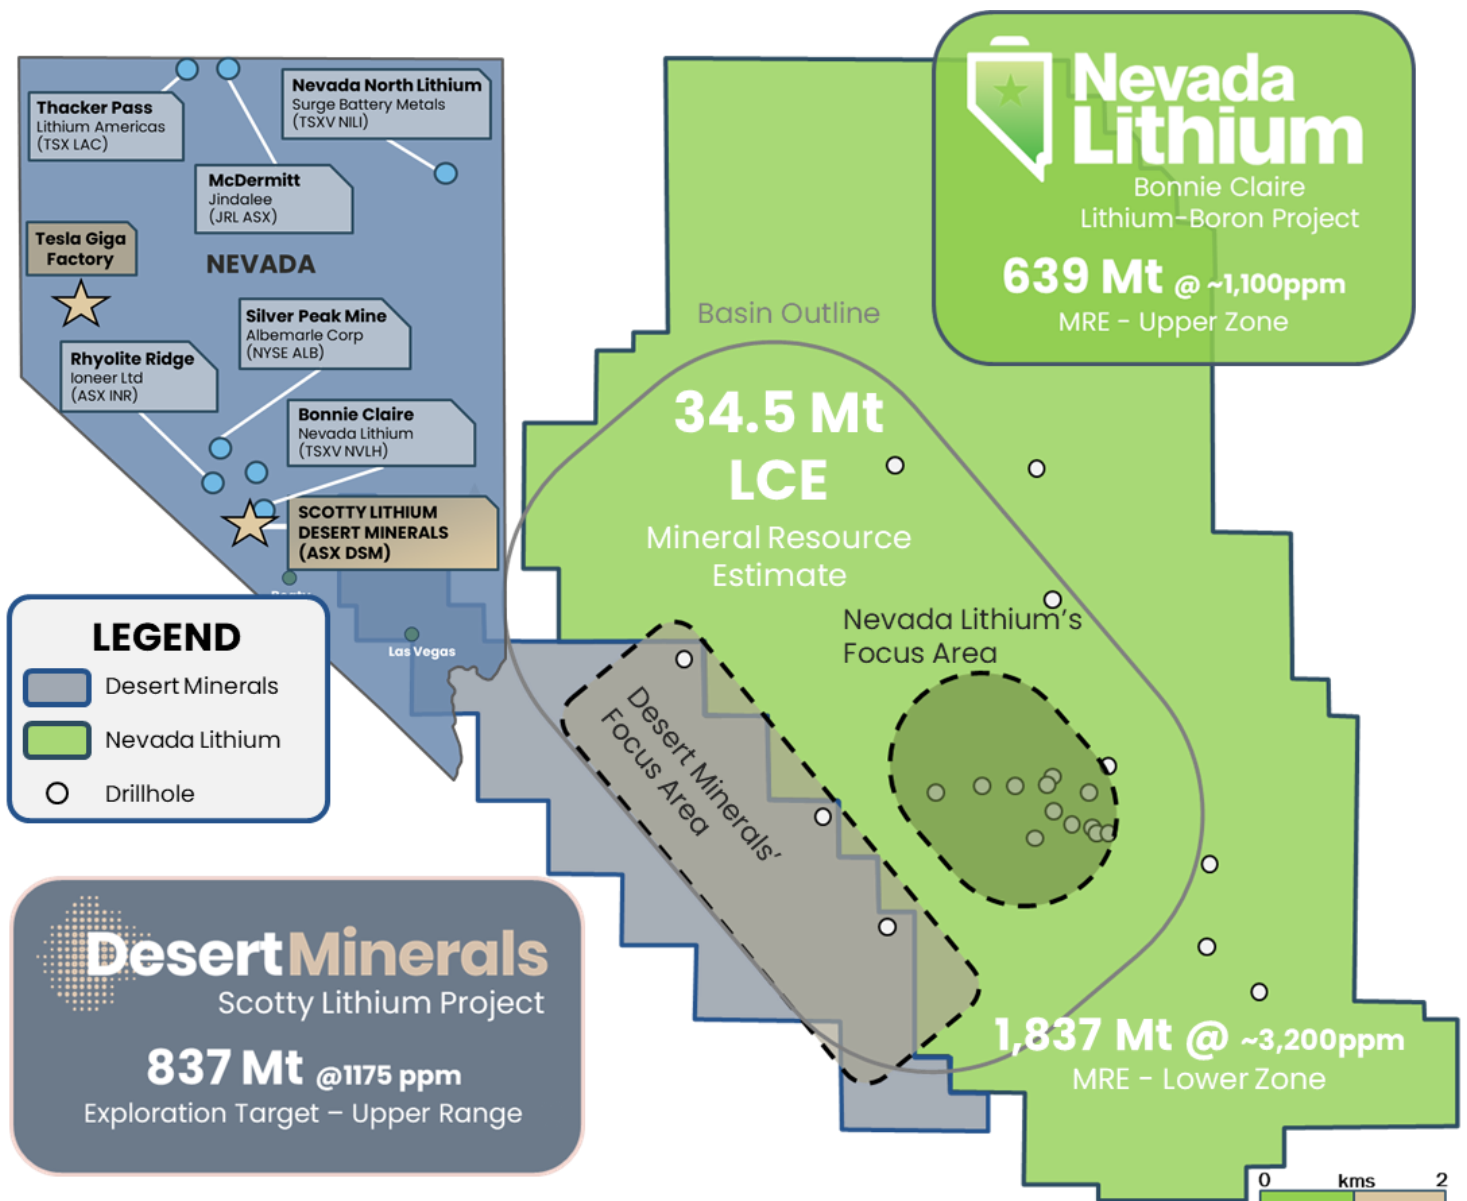 Thacker Pass
Lithium Americas
(TSX LAC)
Nevada North Lithium
Surge Battery Metals
(TSXV NILI)
McDermitt
Jindalee
(JRL ASX)
Tesla Giga
Factory
NEVADA
Silver Peak Mine
Albemarle Corp
(NYSE ALB)
Rhyolite Ridge
Ioneer Ltd
(ASX INR)
Bonnie Claire
Nevada Lithium
(TSXV NVLH)
SCOTTY LITHIUM
DESERT MINERALS
(ASX DSM)
Las Vegas
LEGEND
Desert Minerals
Nevada Lithium
Drillhole
Desert Minerals
Scotty Lithium Project
837 Mt @1175 ppm
Exploration Target – Upper Range
Nevada
Lithium
Bonnie Claire
Lithium-Boron Project
639 Mt @ ~1,100ppm
MRE - Upper Zone
Basin Outline
34.5 Mt
LCE
Mineral Resource
Estimate
Nevada Lithium's
Focus Area
Desert Minerals'
Focus Area
1,837 Mt @ ~3,200ppm
MRE - Lower Zone
0 kms 2